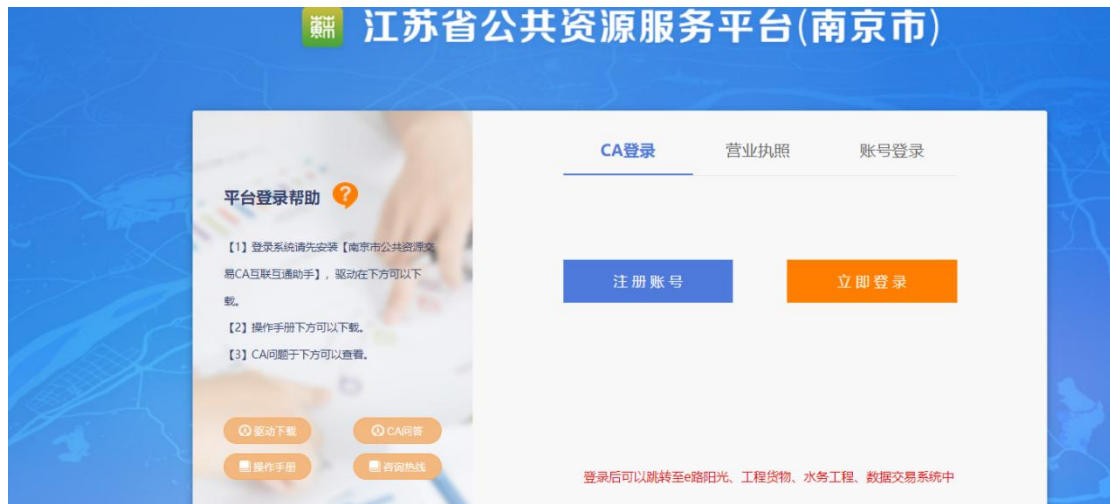 江苏省公共资源服务平台(南京市)
CA登录
营业执照
账号登录
平台登录帮助
【1】登录系统请先安装【南京市公共资源交
易CA互联互通助手】，驱动在下方可以下
载。
【2】操作手册下方可以下载。
【3】CA问题于下方可以查看。
驱动下载
CA问答
操作手册
咨询热线
注册账号
立即登录
登录后可以跳转至e路阳光、工程货物、水务工程、数据交易系统中